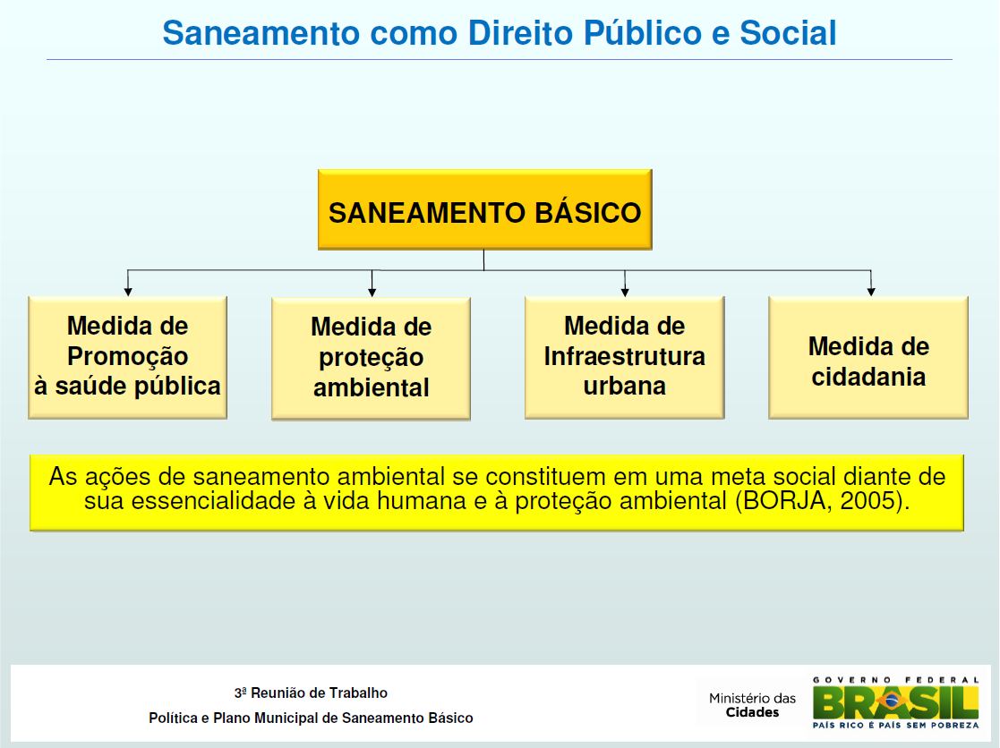 Saneamento como Direito Público e Social
SANEAMENTO BÁSICO
Medida de
Promoção
à saúde pública
Medida de
proteção
ambiental
Medida de
Infraestrutura
urbana
Medida de
cidadania
As ações de saneamento ambiental se constituem em uma meta social diante de
sua essencialidade à vida humana e à proteção ambiental (BORJA, 2005).
3ª Reunião de Trabalho
Política e Plano Municipal de Saneamento Básico
Ministério das
Cidades
GOVERNO FEDERAL
BRASIL
PAÍS RICO É PAÍS SEM POBREZA